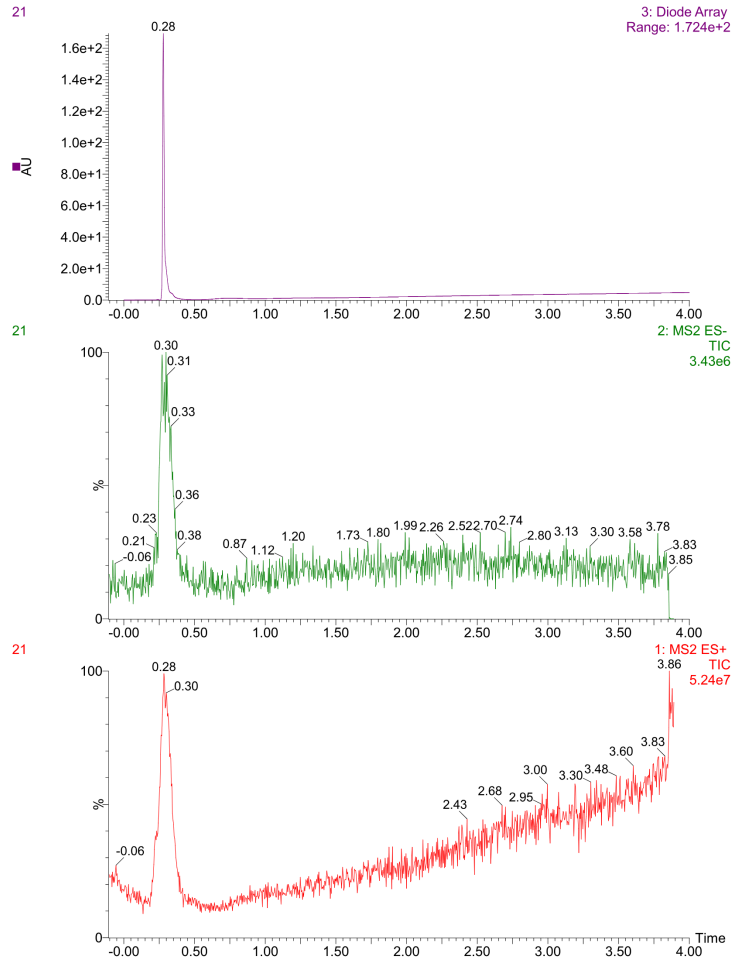 21
3: Diode Array
Range: 1.724e+2
0.28
1.6e+2
1.4e+2
1.2e+2
1.0e+2
8.0e+1
6.0e+1
4.0e+1
2.0e+1
0.0
AU
-0.00 0.50 1.00 1.50 2.00 2.50 3.00 3.50 4.00
21
2: MS2 ES-
TIC
3.43e6
100
%
0
0.30
0.31
0.33
0.36
0.38
0.23
0.21
-0.06
0.87
1.12
1.20
1.73
1.80
1.99
2.26
2.52
2.70
2.74
2.80
3.13
3.30
3.58
3.78
3.83
3.85
-0.00 0.50 1.00 1.50 2.00 2.50 3.00 3.50 4.00
21
1: MS2 ES+
TIC
5.24e7
100
%
0
0.28
0.30
-0.06
2.43
2.68
2.95
3.00
3.30
3.48
3.60
3.83
3.86
Time
-0.00 0.50 1.00 1.50 2.00 2.50 3.00 3.50 4.00